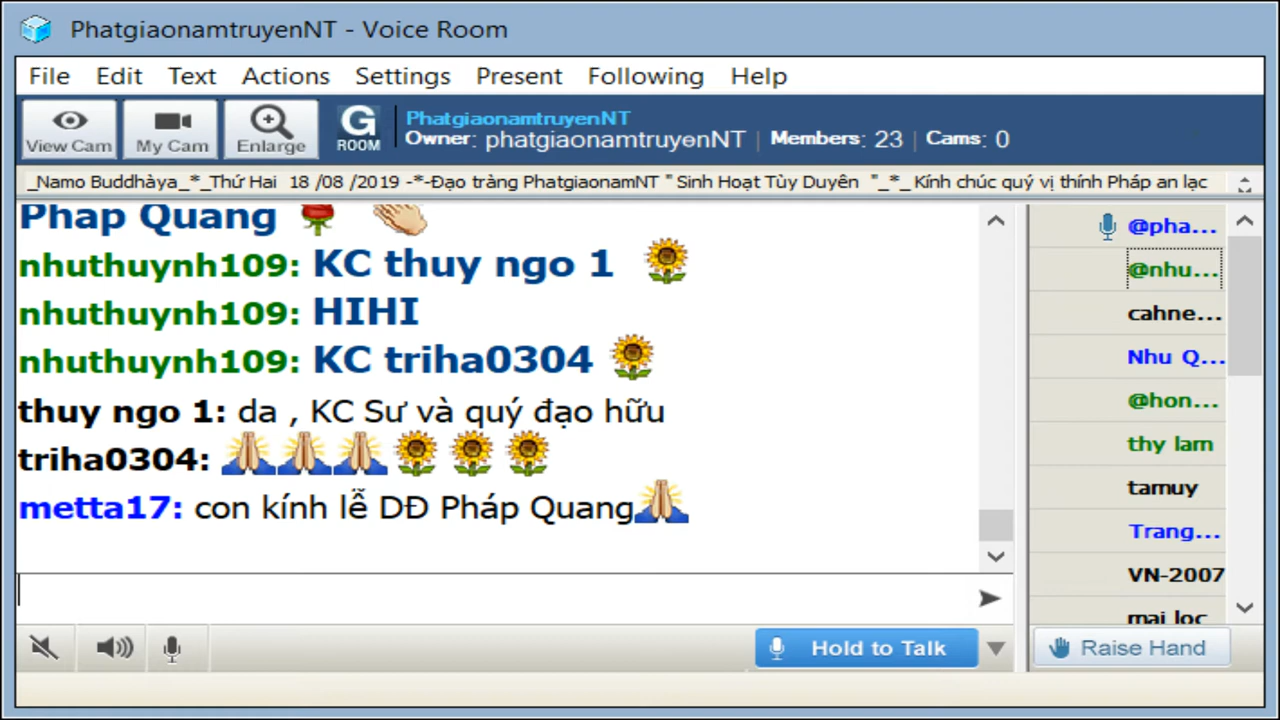 PhatgiaonamtruyenNT - Voice Room
File Edit Text Actions Settings Present Following Help
View Cam My Cam Enlarge G ROOM
PhatgiaonamtruyenNT
Owner: phatgiaonamtruyenNT | Members: 23 | Cams: 0
_Namo Buddhàya_*_Thứ Hai 18 /08 /2019 -*-Đạo tràng PhatgiaonamNT " Sinh Hoạt Tùy Duyên "_*_ Kính chúc quý vị thính Pháp an lạc
Phap Quang
nhuthuynh109: KC thuy ngo 1
nhuthuynh109: HIHI
nhuthuynh109: KC triha0304
thuy ngo 1: da , KC Sư và quý đạo hữu
triha0304:
metta17: con kính lễ DĐ Pháp Quang
@pha...
@nhu...
cahne...
Nhu Q...
@hon...
thy lam
tamuy
Trang...
VN-2007
mai loc
Hold to Talk
Raise Hand